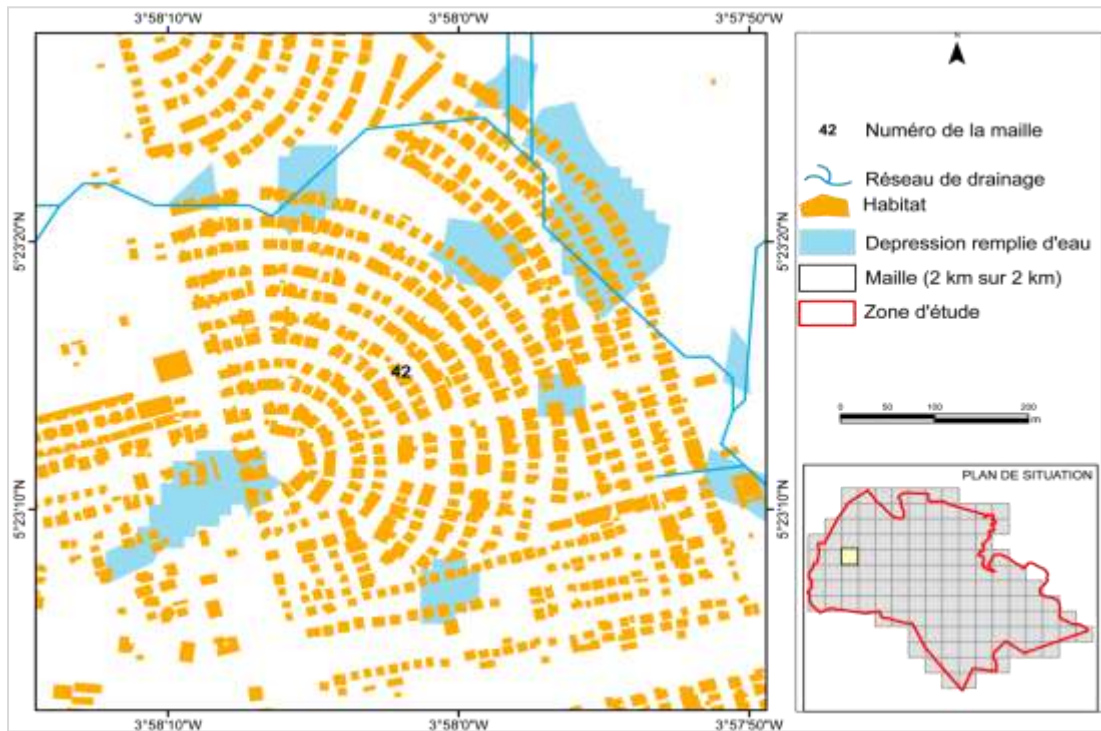 3°58'10"W 3°58'0"W 3°57'50"W
5°23'20"N 5°23'20"N
42
5°23'10"N 5°23'10"N
3°58'10"W 3°58'0"W 3°57'50"W
N
42 Numéro de la maille
Réseau de drainage
Habitat
Depression remplie d'eau
Maille (2 km sur 2 km)
Zone d'étude
0 50 100 200
m
PLAN DE SITUATION